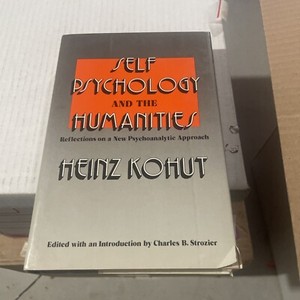 SELF
PSYCHOLOGY
AND THE
HUMANITIES
Reflections on a New Psychoanalytic Approach
HEINZ KOHUT
Edited with an Introduction by Charles B. Strozier